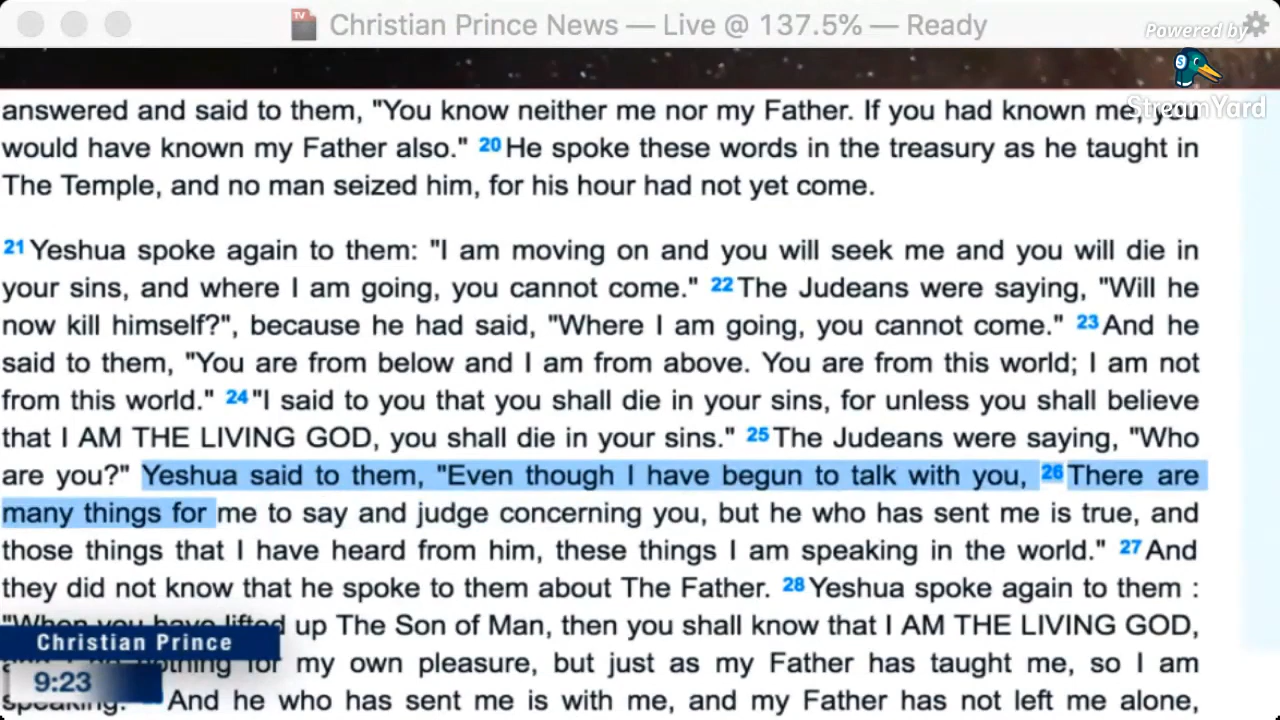 TV Christian Prince News — Live @ 137.5% — Ready
Powered by
S
StreamYard
answered and said to them, "You know neither me nor my Father. If you had known me, you
would have known my Father also." 20 He spoke these words in the treasury as he taught in
The Temple, and no man seized him, for his hour had not yet come.
21 Yeshua spoke again to them: "I am moving on and you will seek me and you will die in
your sins, and where I am going, you cannot come." 22 The Judeans were saying, "Will he
now kill himself?", because he had said, "Where I am going, you cannot come." 23 And he
said to them, "You are from below and I am from above. You are from this world; I am not
from this world." 24 "I said to you that you shall die in your sins, for unless you shall believe
that I AM THE LIVING GOD, you shall die in your sins." 25 The Judeans were saying, "Who
are you?" Yeshua said to them, "Even though I have begun to talk with you, 26 There are
many things for me to say and judge concerning you, but he who has sent me is true, and
those things that I have heard from him, these things I am speaking in the world." 27 And
they did not know that he spoke to them about The Father. 28 Yeshua spoke again to them :
"When you have lifted up The Son of Man, then you shall know that I AM THE LIVING GOD,
Christian Prince
nothing for my own pleasure, but just as my Father has taught me, so I am
9:23
speaking." And he who has sent me is with me, and my Father has not left me alone,